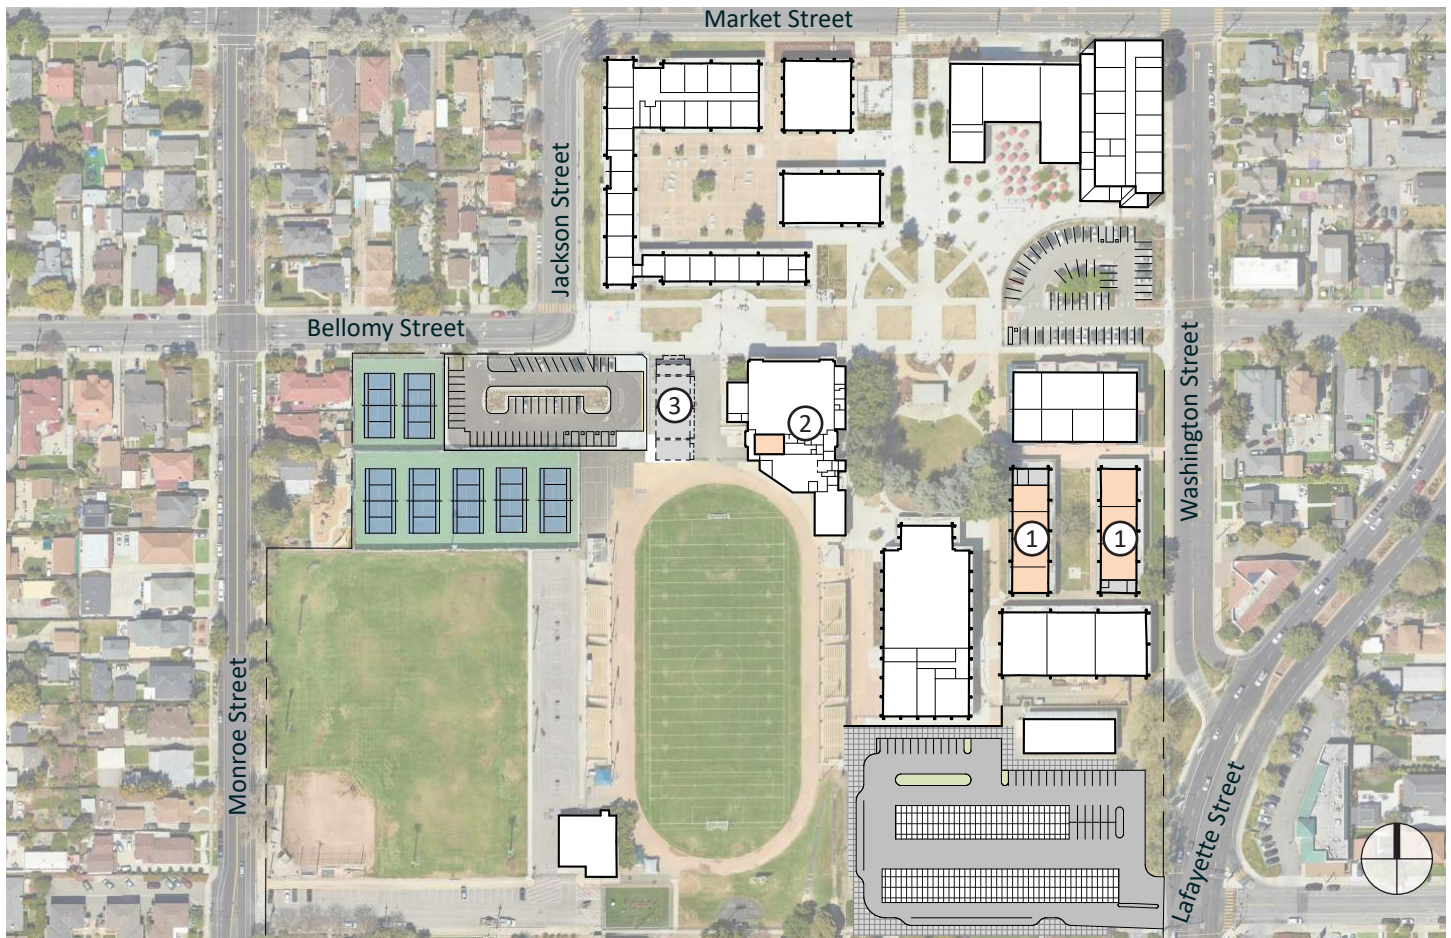 Market Street
Jackson Street
Bellomy Street
Washington Street
3
2
1
1
Monroe Street
Lafayette Street